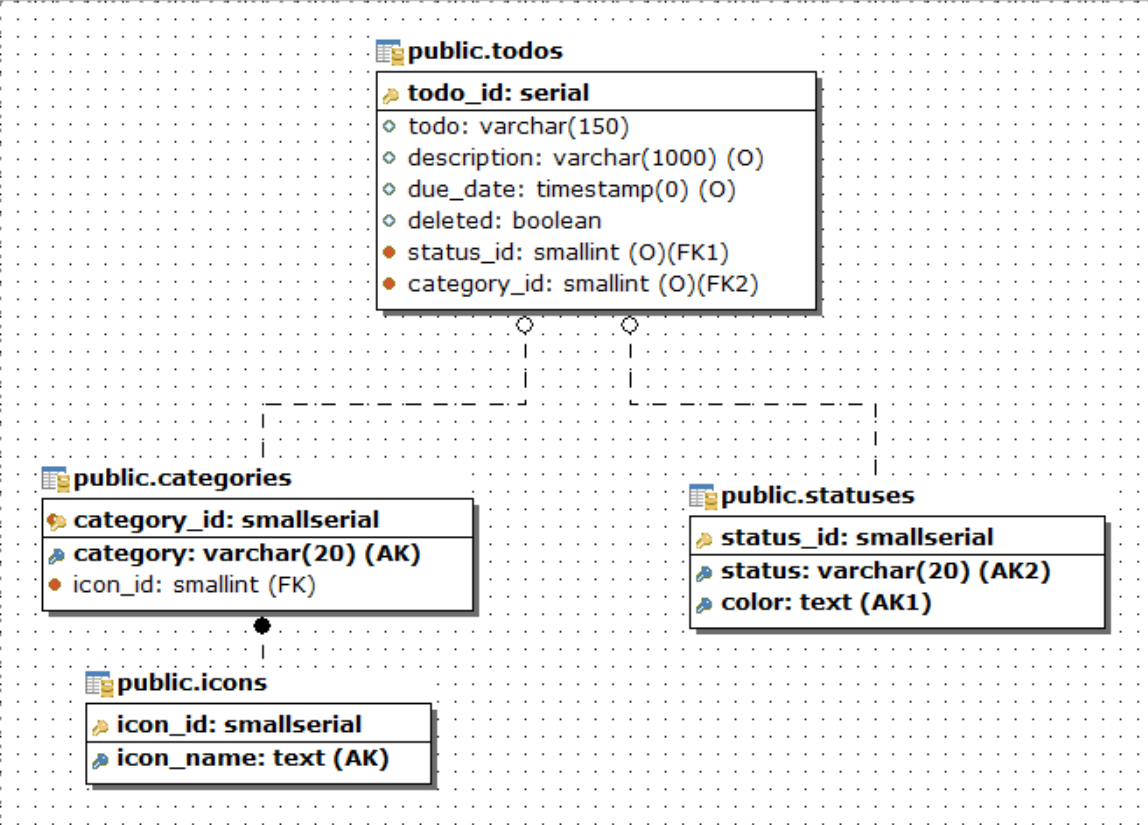 public.todos
todo_id: serial
todo: varchar(150)
description: varchar(1000) (O)
due_date: timestamp(0) (O)
deleted: boolean
status_id: smallint (O)(FK1)
category_id: smallint (O)(FK2)
public.categories
category_id: smallserial
category: varchar(20) (AK)
icon_id: smallint (FK)
public.statuses
status_id: smallserial
status: varchar(20) (AK2)
color: text (AK1)
public.icons
icon_id: smallserial
icon_name: text (AK)